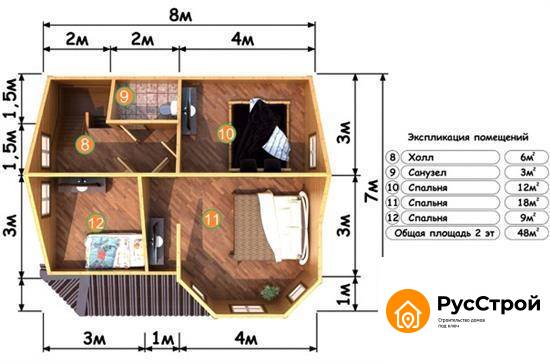 8м
2м 2м 4м
1,5м
1,5м
3м
3м
3м
7м
1м
3м 1м 4м
9
8
10
12
11
Экспликация помещений
8 Холл 6м²
9 Санузел 3м²
10 Спальня 12м²
11 Спальня 18м²
12 Спальня 9м²
Общая площадь 2 эт 48м²
РусСтрой
Строительство домов
под ключ